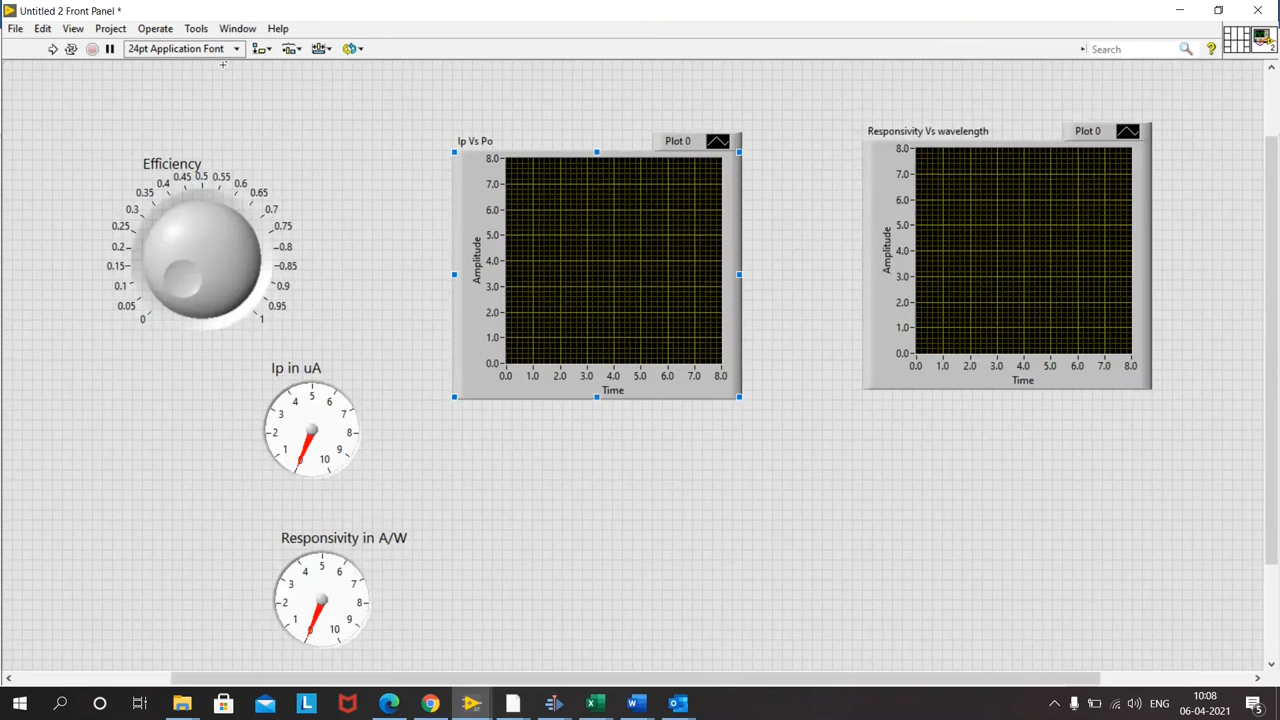 Untitled 2 Front Panel *
File Edit View Project Operate Tools Window Help
24pt Application Font
Search
2
Efficiency
0 0.05 0.1 0.15 0.2 0.25 0.3 0.35 0.4 0.45 0.5 0.55 0.6 0.65 0.7 0.75 0.8 0.85 0.9 0.95 1
Ip Vs Po
Plot 0
8.0
7.0
6.0
5.0
4.0
3.0
2.0
1.0
0.0
Amplitude
0.0 1.0 2.0 3.0 4.0 5.0 6.0 7.0 8.0
Time
Responsivity Vs wavelength
Plot 0
8.0
7.0
6.0
5.0
4.0
3.0
2.0
1.0
0.0
Amplitude
0.0 1.0 2.0 3.0 4.0 5.0 6.0 7.0 8.0
Time
Ip in uA
0 1 2 3 4 5 6 7 8 9 10
Responsivity in A/W
0 1 2 3 4 5 6 7 8 9 10
ENG
10:08
06-04-2021
5